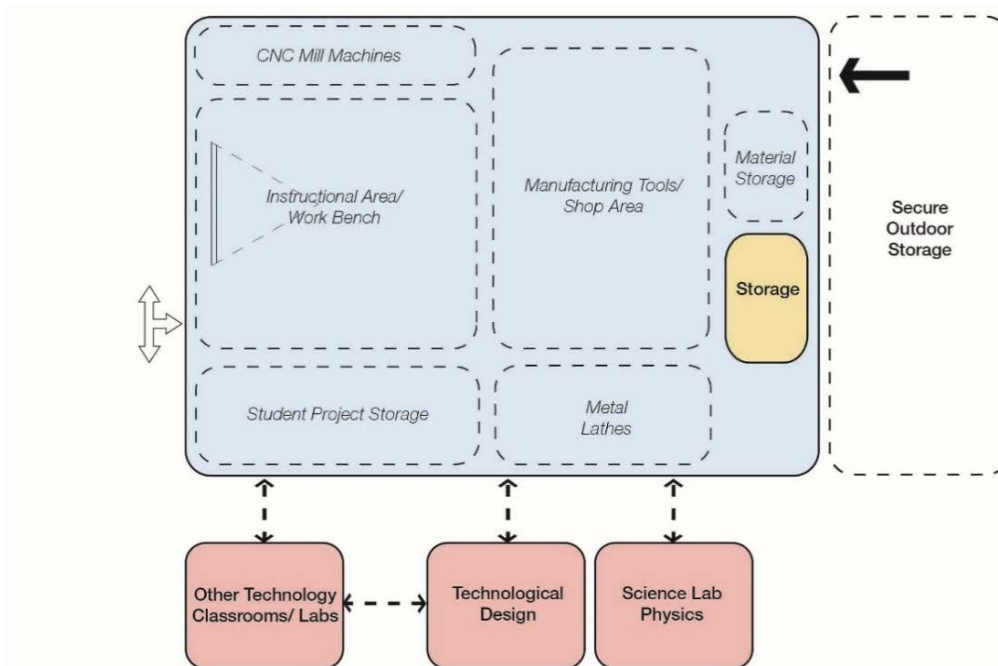 CNC Mill Machines
Instructional Area/
Work Bench
Manufacturing Tools/
Shop Area
Material
Storage
Storage
Secure
Outdoor
Storage
Student Project Storage
Metal
Lathes
Other Technology
Classrooms/ Labs
Technological
Design
Science Lab
Physics